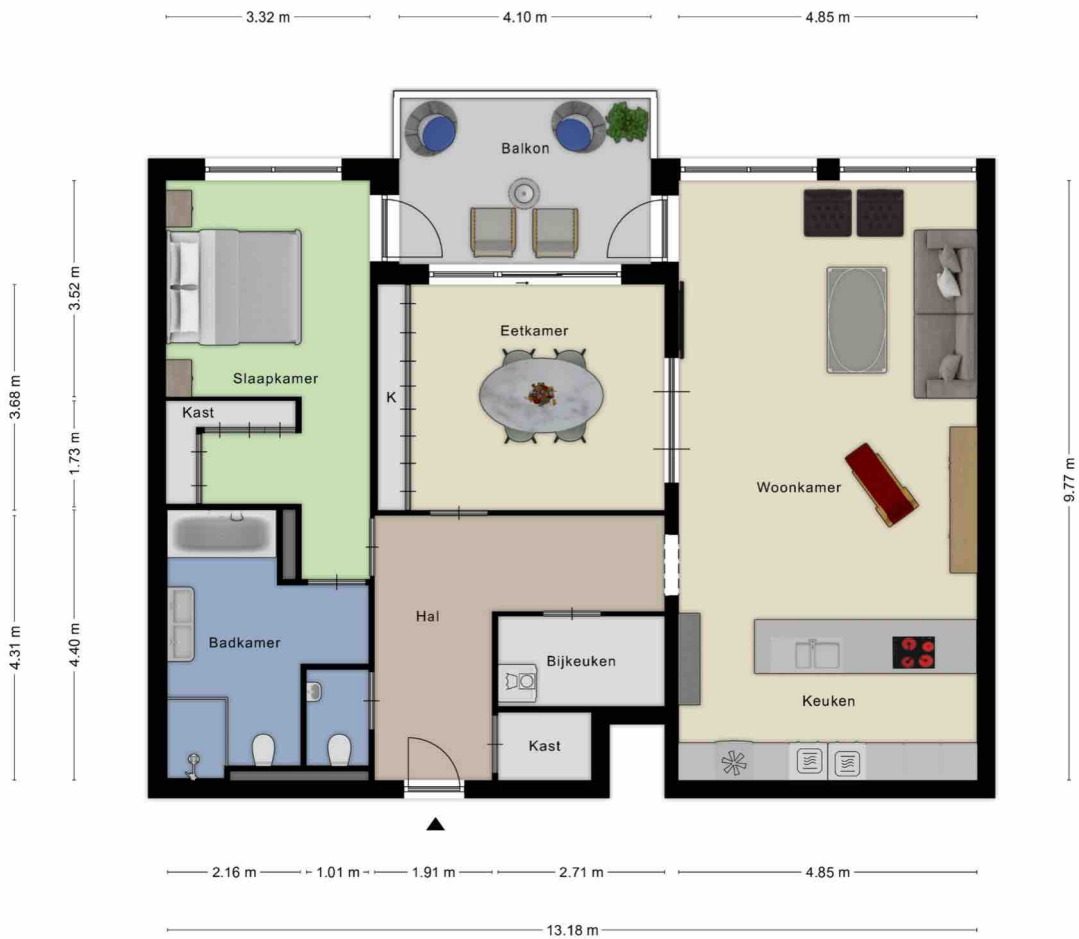 3.32 m
4.10 m
4.85 m
Balkon
3.52 m
Eetkamer
Slaapkamer
3.68 m
K
Kast
1.73 m
9.77 m
Woonkamer
Hal
4.31 m
4.40 m
Badkamer
Bijkeuken
Keuken
Kast
2.16 m
1.01 m
1.91 m
2.71 m
4.85 m
13.18 m